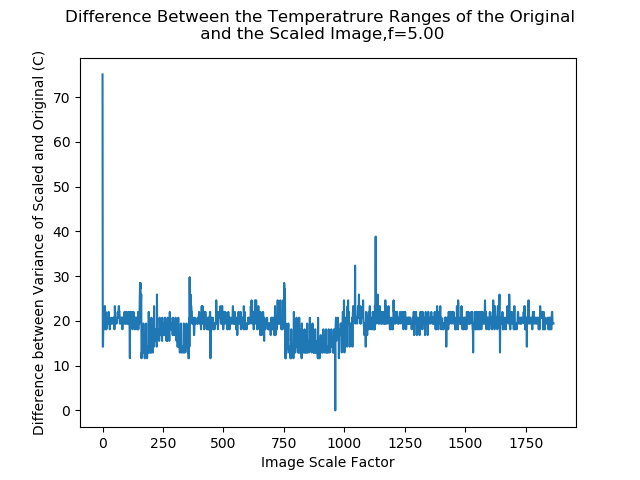 Difference Between the Temperatrure Ranges of the Original
and the Scaled Image,f=5.00
Difference between Variance of Scaled and Original (C)
70
60
50
40
30
20
10
0
0 250 500 750 1000 1250 1500 1750
Image Scale Factor